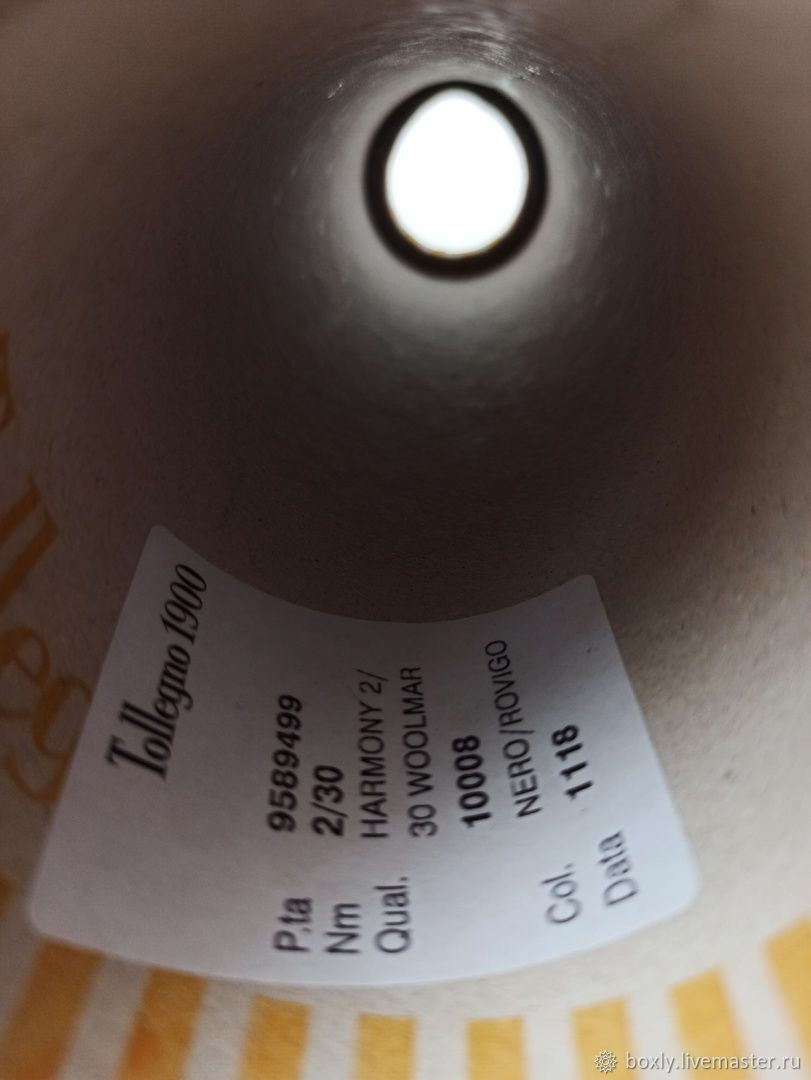 Tollegno 1900
P.ta 9589499
Nm 2/30
Qual. HARMONY 2/
30 WOOLMAR
10008
NERO/ROVIGO
Col. 1118
Data
boxly.livemaster.ru